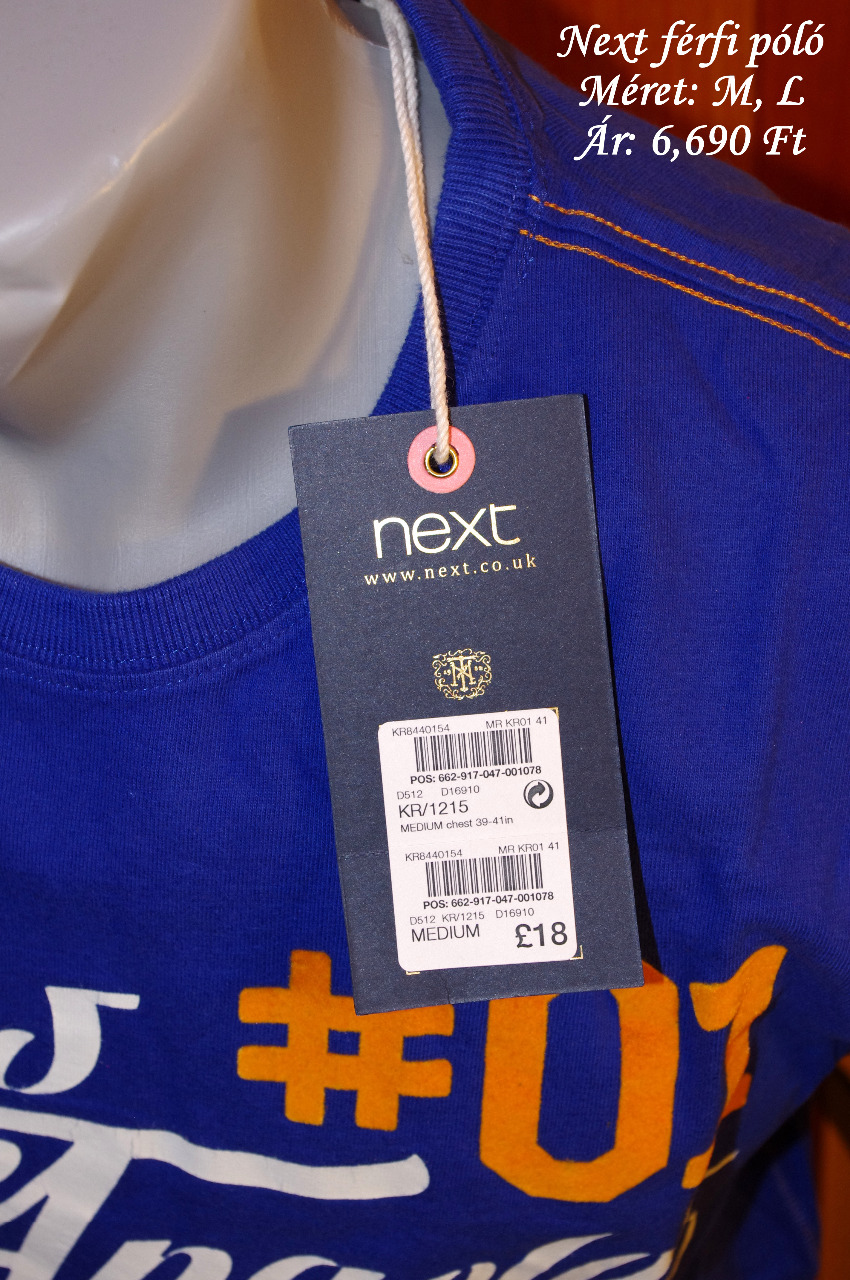 Next férfi póló
Méret: M, L
Ár: 6,690 Ft
next
www.next.co.uk
KR8440154 MR KR01 41
POS: 662-917-047-001078
D512 D16910
KR/1215
MEDIUM chest 39-41in
KR8440154 MR KR01 41
POS: 662-917-047-001078
D512 KR/1215 D16910
MEDIUM £18
#01